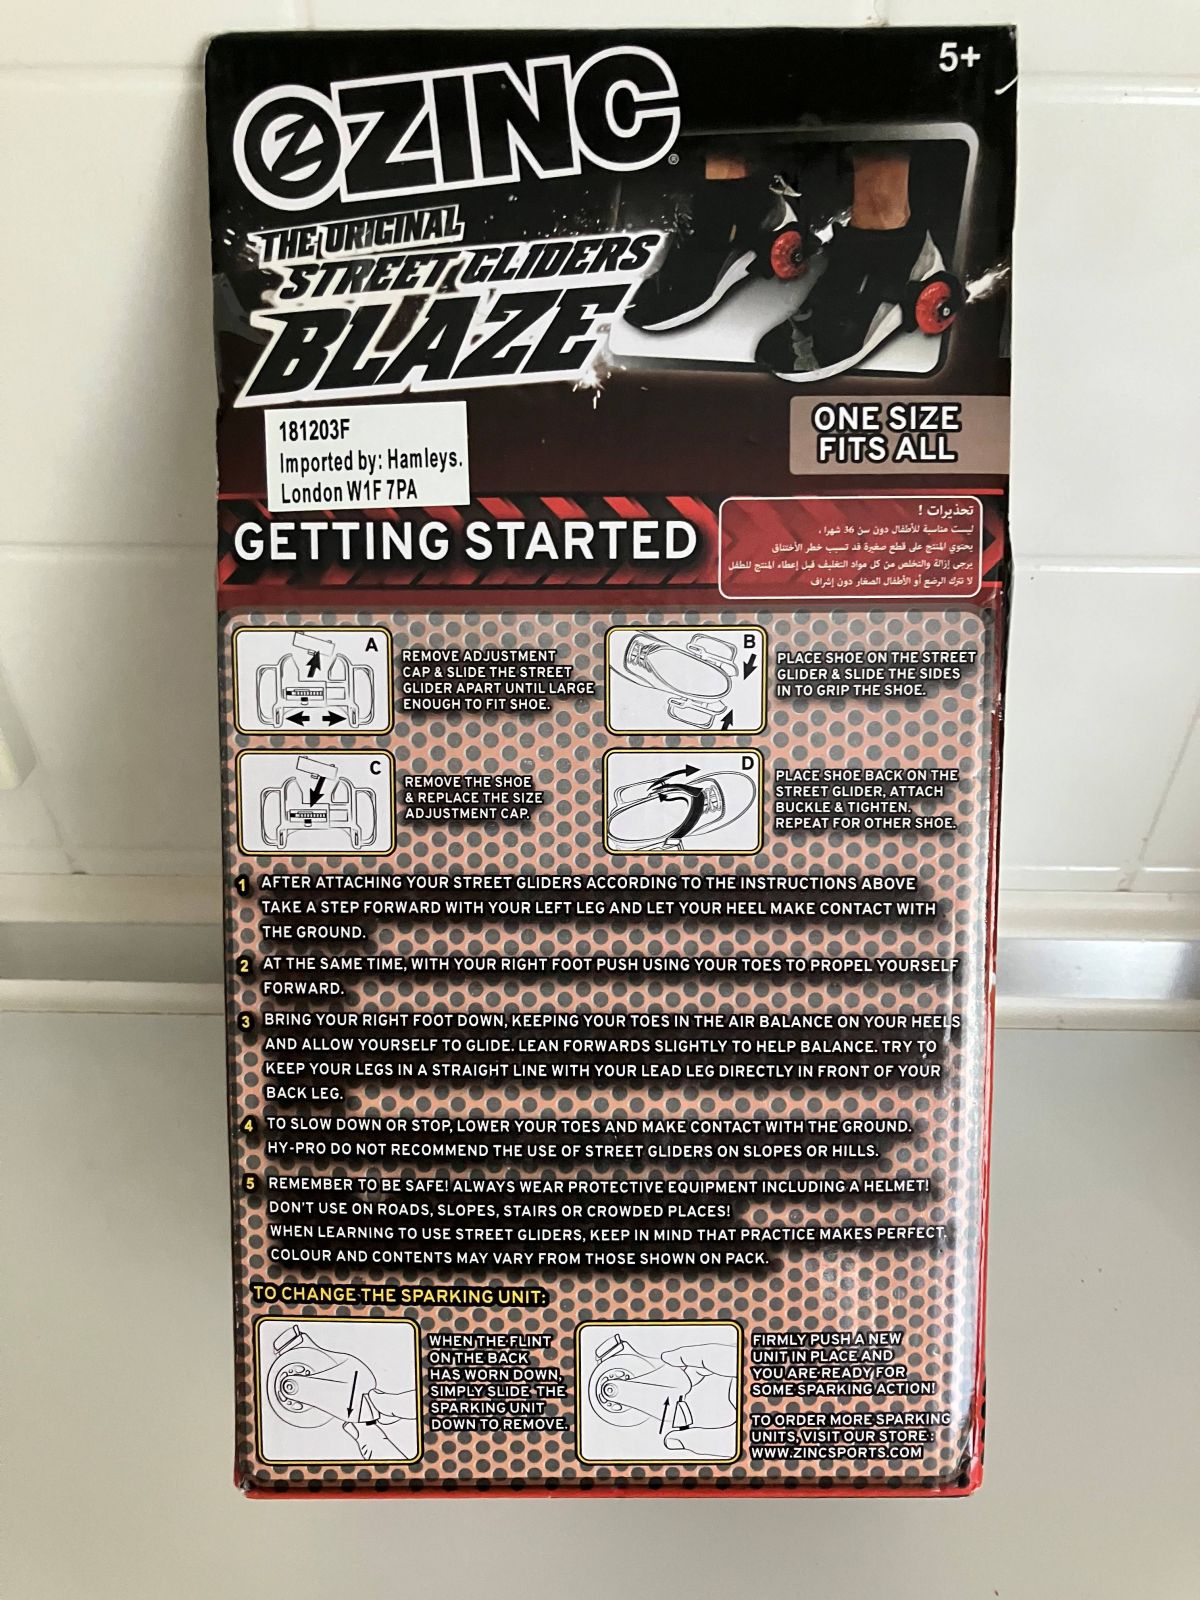 5+
ZINC®
THE ORIGINAL
STREET GLIDERS
BLAZE
181203F
Imported by: Hamleys.
London W1F 7PA
ONE SIZE
FITS ALL
GETTING STARTED
تحذيرات !
ليست مناسبة للأطفال دون سن 36 شهرا ،
يحتوي المنتج على قطع صغيرة قد تسبب خطر الأختناق
يرجى إزالة والتخلص من كل مواد التغليف قبل إعطاء المنتج للطفل
لا تترك الرضع أو الأطفال الصغار دون إشراف
A
REMOVE ADJUSTMENT
CAP & SLIDE THE STREET
GLIDER APART UNTIL LARGE
ENOUGH TO FIT SHOE.
B
PLACE SHOE ON THE STREET
GLIDER & SLIDE THE SIDES
IN TO GRIP THE SHOE.
C
REMOVE THE SHOE
& REPLACE THE SIZE
ADJUSTMENT CAP.
D
PLACE SHOE BACK ON THE
STREET GLIDER, ATTACH
BUCKLE & TIGHTEN.
REPEAT FOR OTHER SHOE.
1 AFTER ATTACHING YOUR STREET GLIDERS ACCORDING TO THE INSTRUCTIONS ABOVE
TAKE A STEP FORWARD WITH YOUR LEFT LEG AND LET YOUR HEEL MAKE CONTACT WITH
THE GROUND.
2 AT THE SAME TIME, WITH YOUR RIGHT FOOT PUSH USING YOUR TOES TO PROPEL YOURSELF
FORWARD.
3 BRING YOUR RIGHT FOOT DOWN, KEEPING YOUR TOES IN THE AIR BALANCE ON YOUR HEELS
AND ALLOW YOURSELF TO GLIDE. LEAN FORWARDS SLIGHTLY TO HELP BALANCE. TRY TO
KEEP YOUR LEGS IN A STRAIGHT LINE WITH YOUR LEAD LEG DIRECTLY IN FRONT OF YOUR
BACK LEG.
4 TO SLOW DOWN OR STOP, LOWER YOUR TOES AND MAKE CONTACT WITH THE GROUND.
HY-PRO DO NOT RECOMMEND THE USE OF STREET GLIDERS ON SLOPES OR HILLS.
5 REMEMBER TO BE SAFE! ALWAYS WEAR PROTECTIVE EQUIPMENT INCLUDING A HELMET!
DON'T USE ON ROADS, SLOPES, STAIRS OR CROWDED PLACES!
WHEN LEARNING TO USE STREET GLIDERS, KEEP IN MIND THAT PRACTICE MAKES PERFECT.
COLOUR AND CONTENTS MAY VARY FROM THOSE SHOWN ON PACK.
TO CHANGE THE SPARKING UNIT:
WHEN THE FLINT
ON THE BACK
HAS WORN DOWN,
SIMPLY SLIDE THE
SPARKING UNIT
DOWN TO REMOVE.
FIRMLY PUSH A NEW
UNIT IN PLACE AND
YOU ARE READY FOR
SOME SPARKING ACTION!
TO ORDER MORE SPARKING
UNITS, VISIT OUR STORE :
WWW.ZINCSPORTS.COM